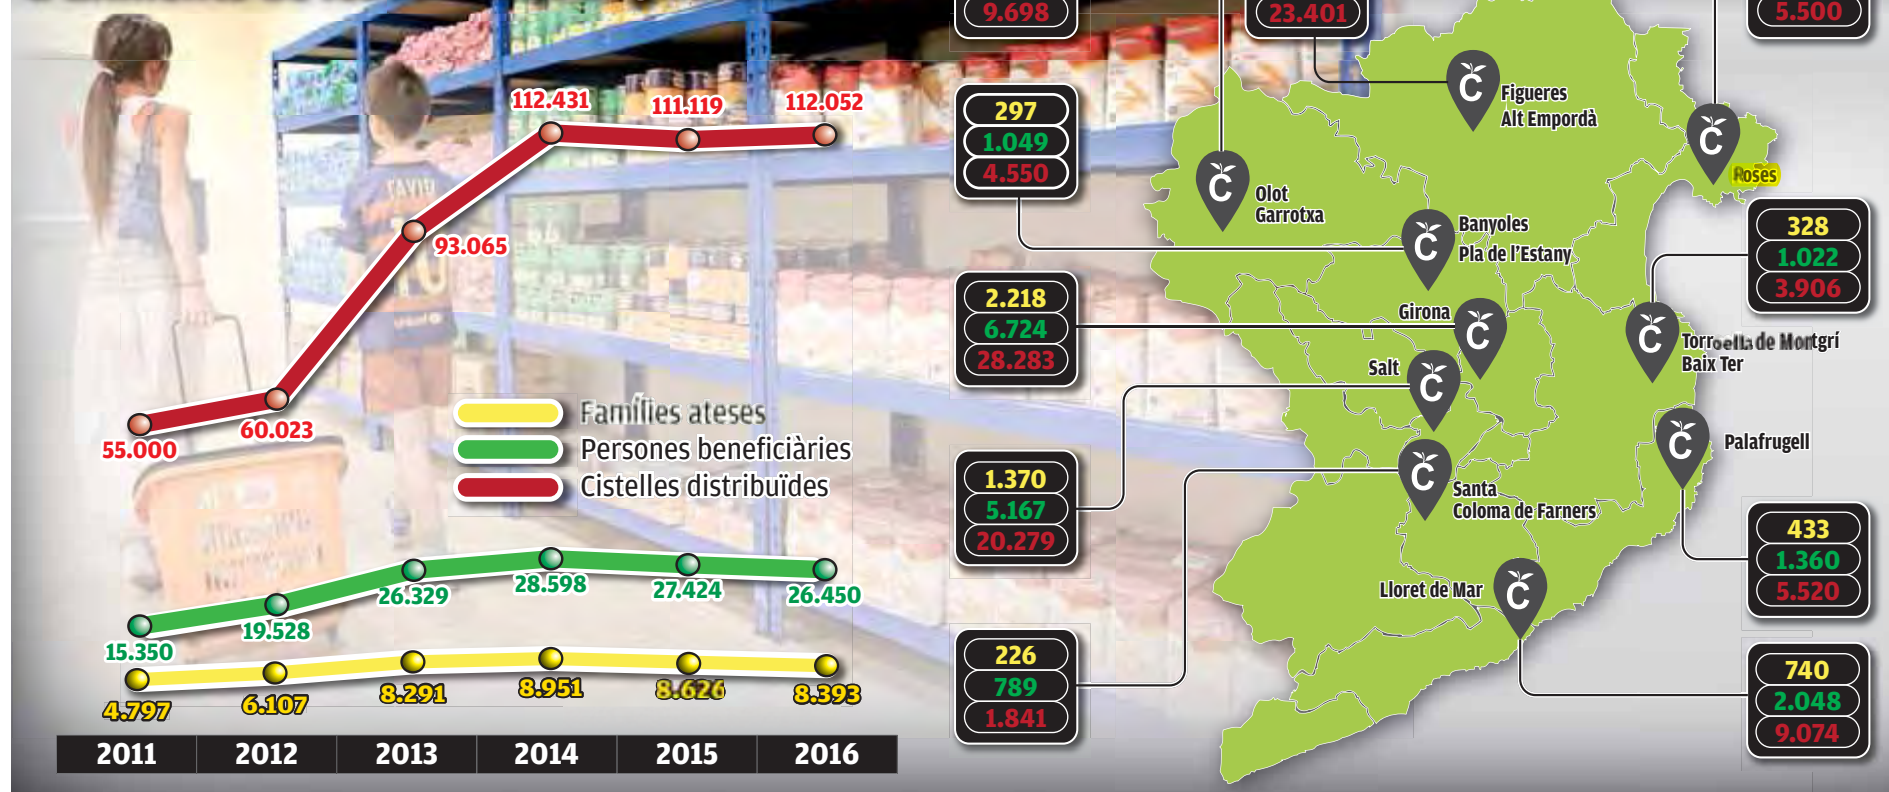 112.431
111.119
112.052
93.065
55.000
60.023
Famílies ateses
Persones beneficiàries
Cistelles distribuïdes
15.350
19.528
26.329
28.598
27.424
26.450
4.797
6.107
8.291
8.951
8.626
8.393
2011
2012
2013
2014
2015
2016
9.698
23.401
5.500
297
1.049
4.550
2.218
6.724
28.283
1.370
5.167
20.279
226
789
1.841
Figueres
Alt Empordà
Roses
Olot
Garrotxa
Banyoles
Pla de l'Estany
Girona
Salt
Torroella de Montgrí
Baix Ter
Palafrugell
Santa
Coloma de Farners
Lloret de Mar
328
1.022
3.906
433
1.360
5.520
740
2.048
9.074